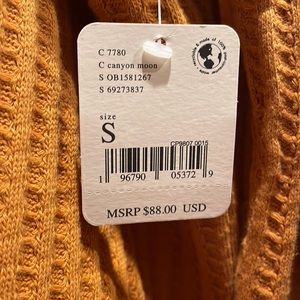 C 7780
C canyon moon
S OB1581267
S 69273837
size
S
CP9807 0015
1 96790 05372 9
MSRP $88.00 USD